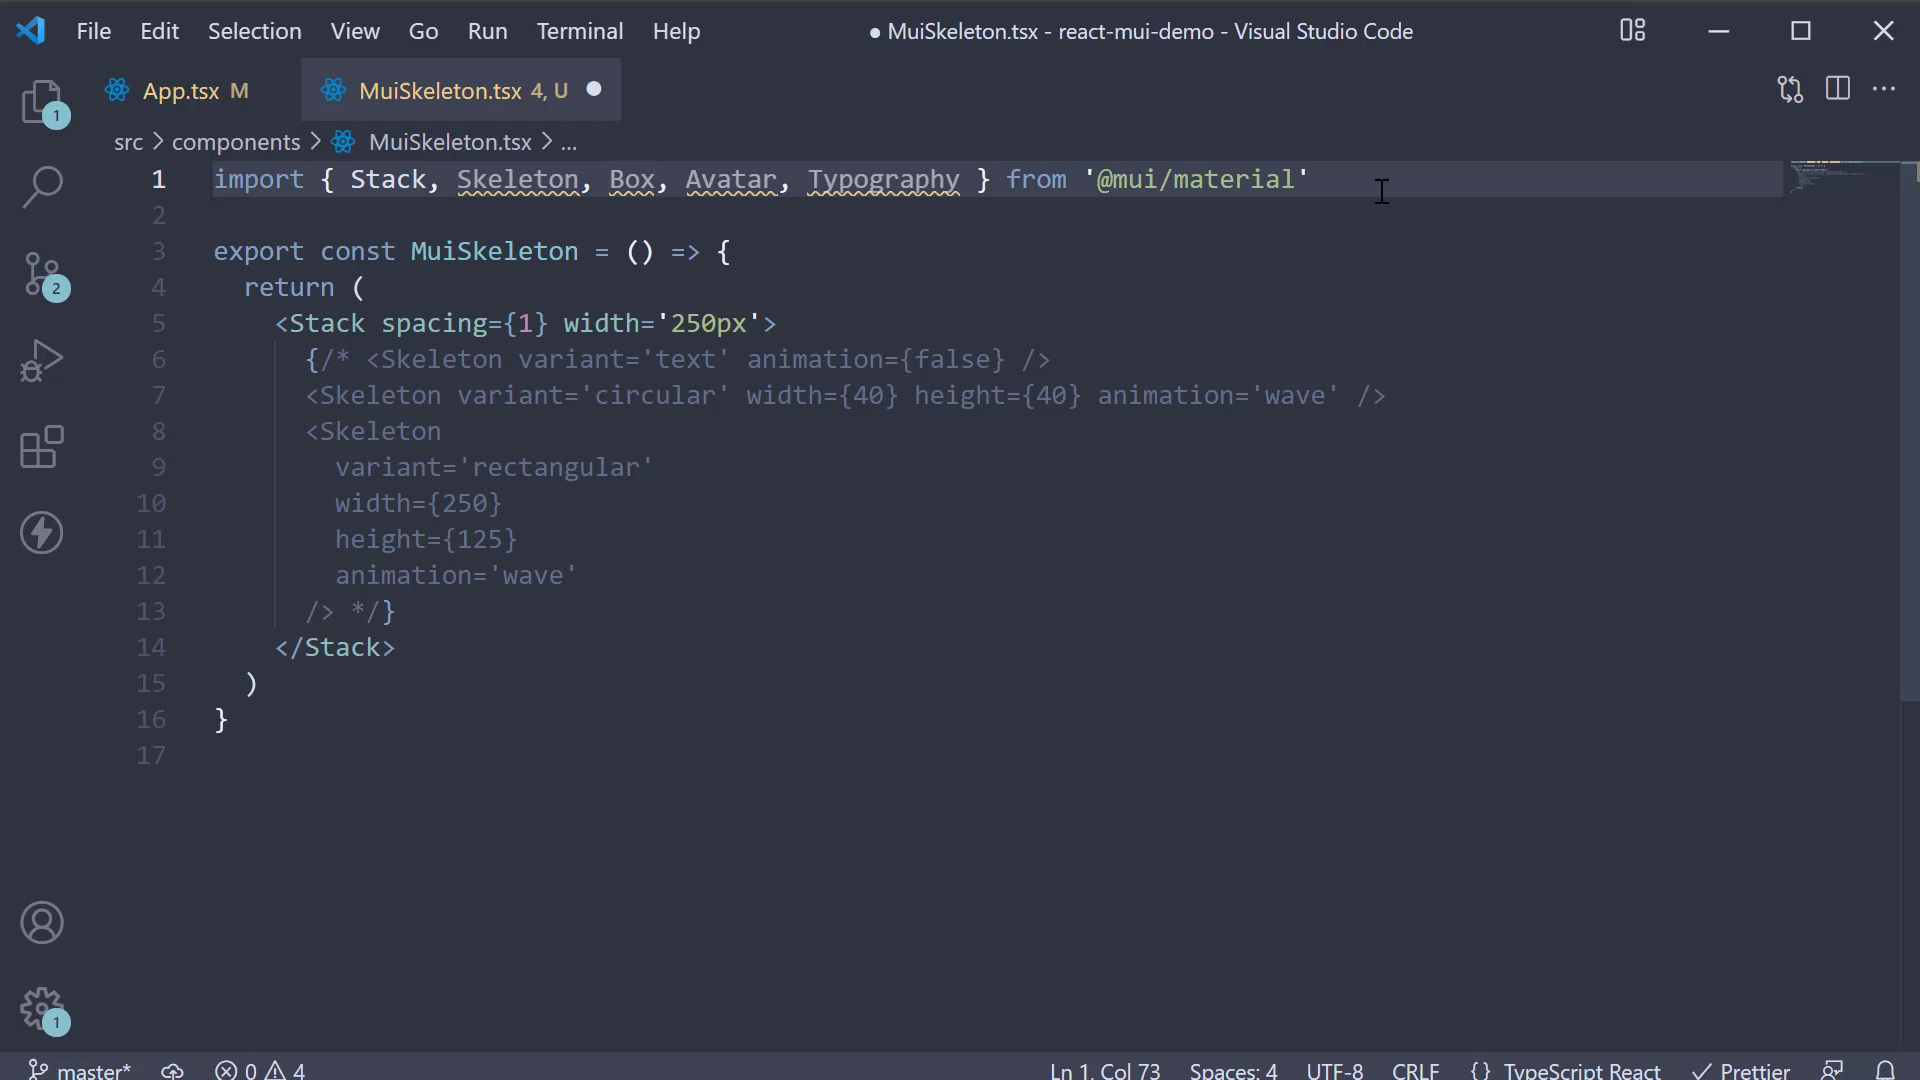 File Edit Selection View Go Run Terminal Help ● MuiSkeleton.tsx - react-mui-demo - Visual Studio Code
App.tsx M MuiSkeleton.tsx 4, U
src > components > MuiSkeleton.tsx > ...
1 import { Stack, Skeleton, Box, Avatar, Typography } from '@mui/material'
2
3 export const MuiSkeleton = () => {
4 return (
5 <Stack spacing={1} width='250px'>
6 {/* <Skeleton variant='text' animation={false} />
7 <Skeleton variant='circular' width={40} height={40} animation='wave' />
8 <Skeleton
9 variant='rectangular'
10 width={250}
11 height={125}
12 animation='wave'
13 /> */}
14 </Stack>
15 )
16 }
17
1
2
1
master* 0 4 Ln 1, Col 73 Spaces: 4 UTF-8 CRLF {} TypeScript React Prettier